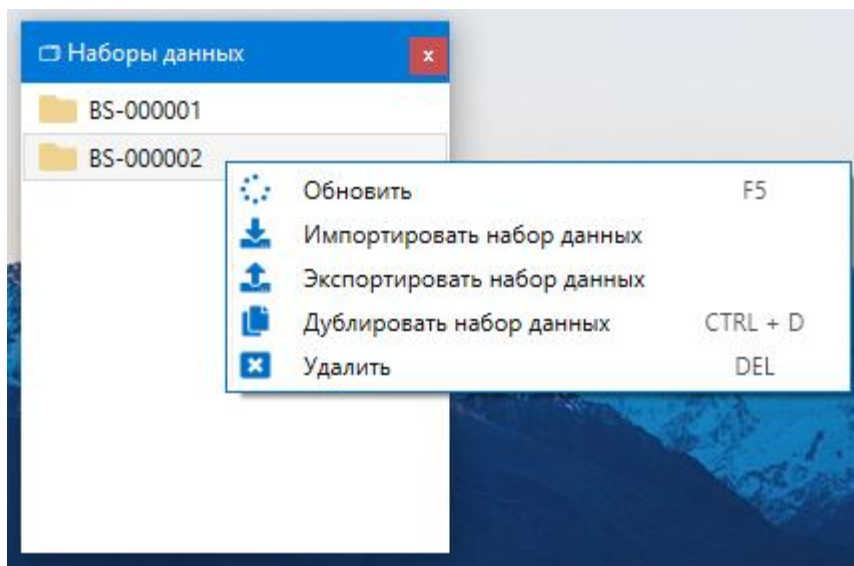 Наборы данных x
BS-000001
BS-000002
Обновить F5
Импортировать набор данных
Экспортировать набор данных
Дублировать набор данных CTRL + D
Удалить DEL